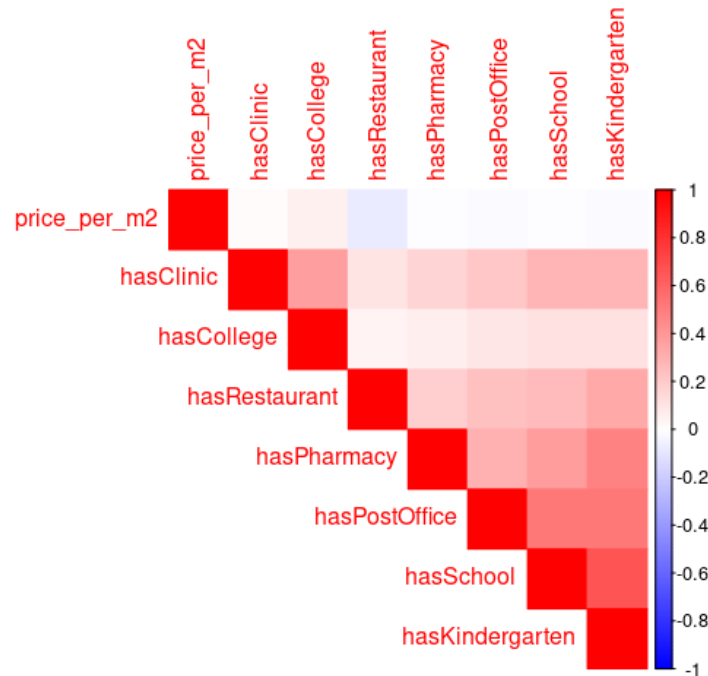 price_per_m2
hasClinic
hasCollege
hasRestaurant
hasPharmacy
hasPostOffice
hasSchool
hasKindergarten
price_per_m2
hasClinic
hasCollege
hasRestaurant
hasPharmacy
hasPostOffice
hasSchool
hasKindergarten
1
0.8
0.6
0.4
0.2
0
-0.2
-0.4
-0.6
-0.8
-1